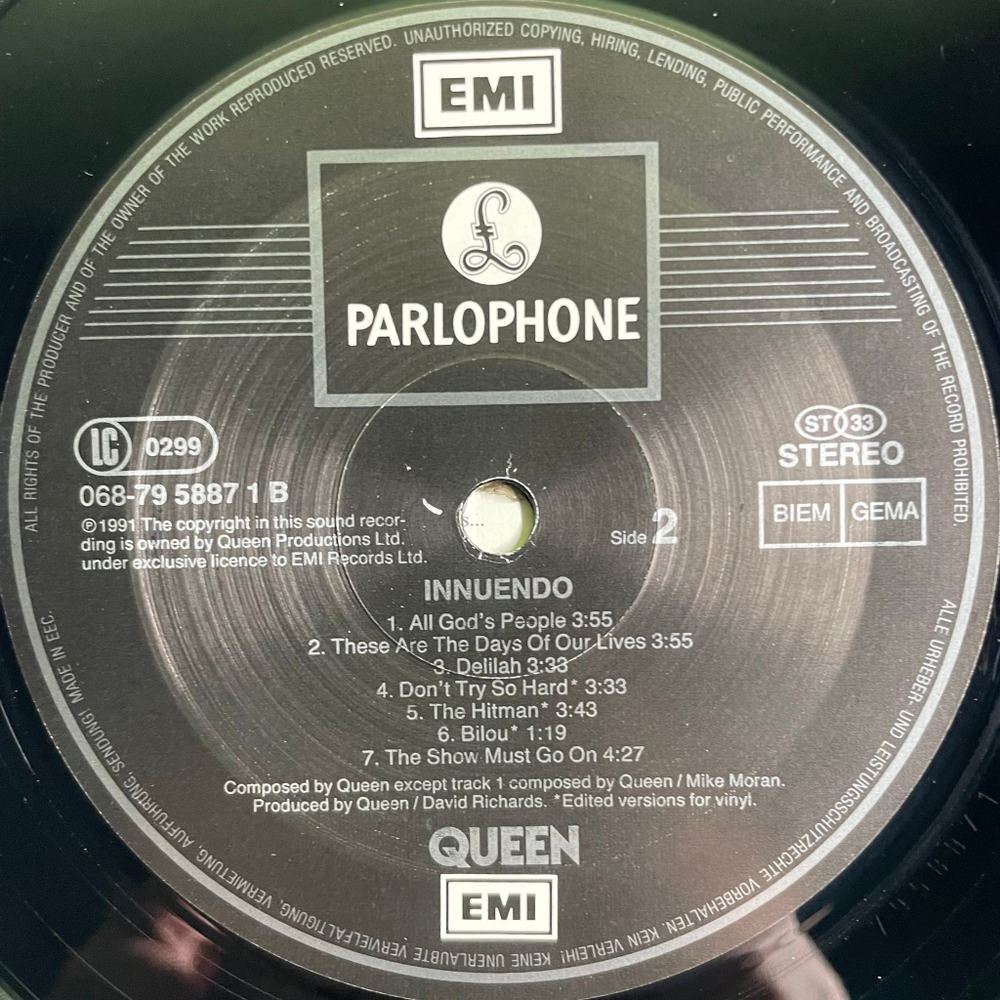 ALL RIGHTS OF THE PRODUCER AND OF THE OWNER OF THE WORK REPRODUCED RESERVED. UNAUTHORIZED COPYING, HIRING, LENDING, PUBLIC PERFORMANCE AND BROADCASTING OF THE RECORD PROHIBITED.
EMI
£
PARLOPHONE
LC 0299
068-79 5887 1 B
℗1991 The copyright in this sound recor-
ding is owned by Queen Productions Ltd.
under exclusive licence to EMI Records Ltd.
ST 33
STEREO
BIEM GEMA
s...
Side 2
INNUENDO
1. All God's People 3:55
2. These Are The Days Of Our Lives 3:55
3. Delilah 3:33
4. Don't Try So Hard* 3:33
5. The Hitman* 3:43
6. Bilou* 1:19
7. The Show Must Go On 4:27
Composed by Queen except track 1 composed by Queen / Mike Moran.
Produced by Queen / David Richards. *Edited versions for vinyl.
QUEEN
EMI
ALLE URHEBER- UND LEISTUNGSSCHUTZRECHTE VORBEHALTEN. KEIN VERLEIH! KEINE UNERLAUBTE VERVIELFALTIGUNG, VERMIETUNG, AUFFUHRUNG, SENDUNG! MADE IN EEC.